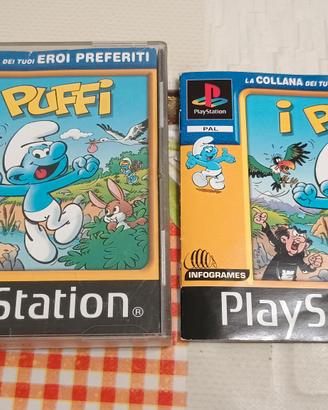 DEI TUOI EROI PREFERITI
PUFFI
Station®
PlayStation
PAL
LA COLLANA DEI TU
I P
INFOGRAMES
PlayS